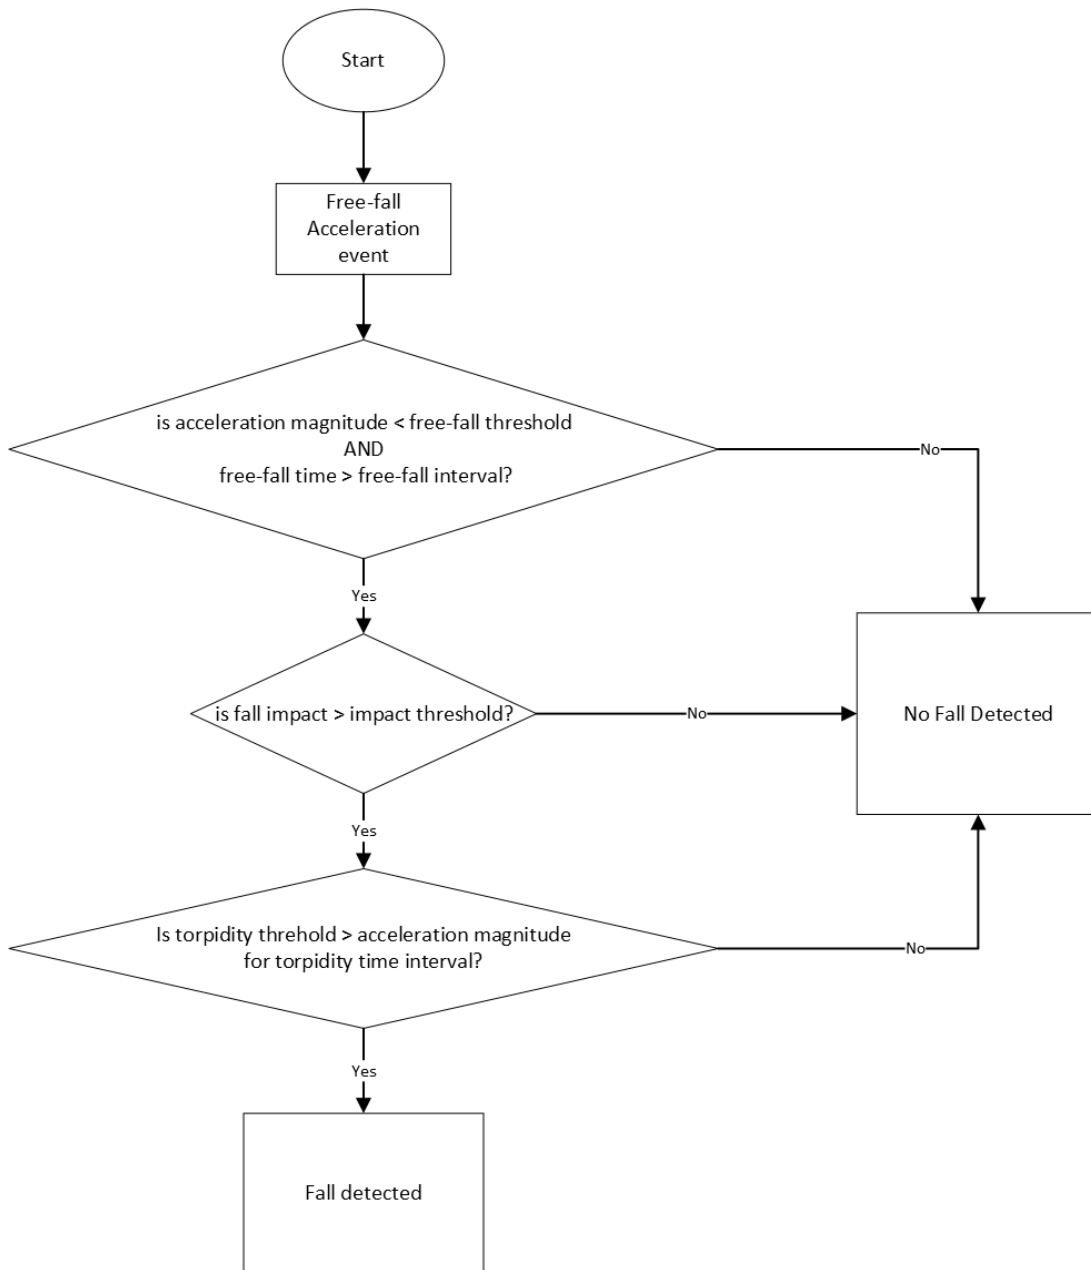 Start
Free-fall
Acceleration
event
is acceleration magnitude < free-fall threshold
AND
free-fall time > free-fall interval?
No
Yes
is fall impact > impact threshold?
No
No Fall Detected
Yes
Is torpidity threhold > acceleration magnitude
for torpidity time interval?
No
Yes
Fall detected